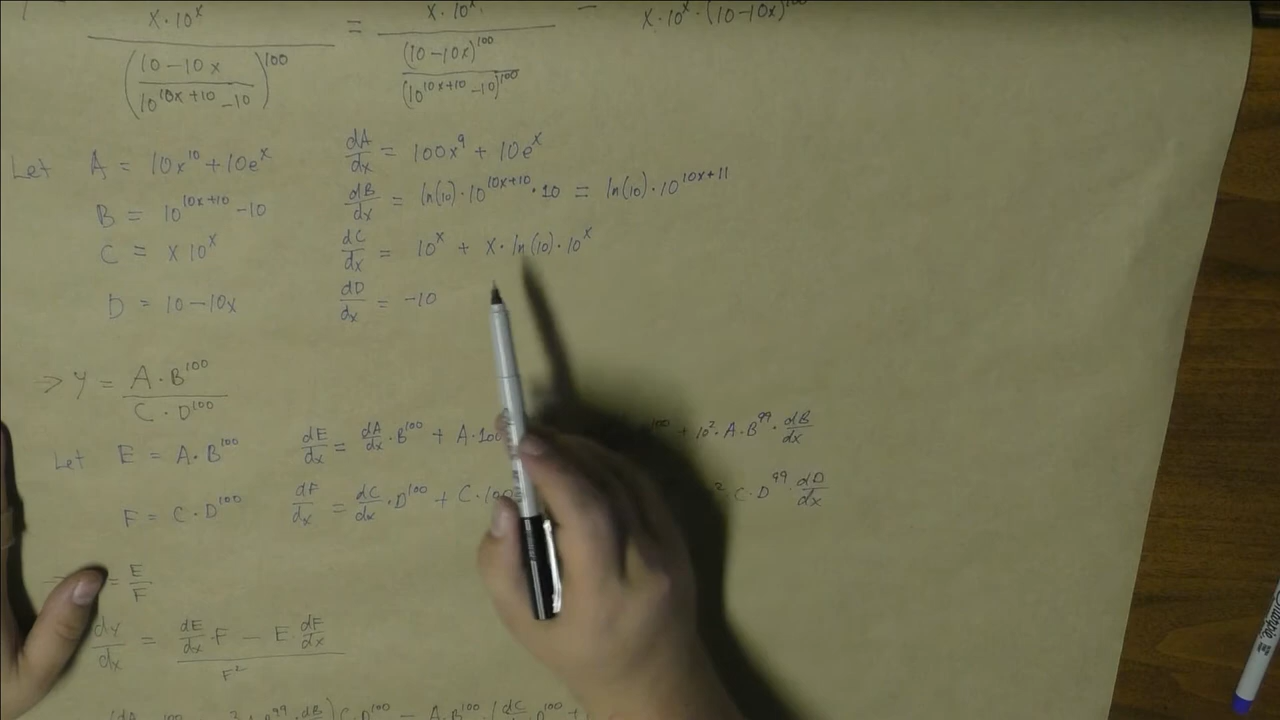 x·10^x / ((10-10x)/(10^(10x+10) -10))^100 = x·10^x / ((10-10x)^100/(10^(10x+10) -10)^100) = x·10^x·(10-10x)^100
Let A = 10x^10 + 10e^x dA/dx = 100x^9 + 10e^x
B = 10^(10x+10) -10 dB/dx = ln(10)·10^(10x+10)·10 = ln(10)·10^(10x+11)
C = x 10^x dC/dx = 10^x + x·ln(10)·10^x
D = 10-10x dD/dx = -10
⇒ y = A·B^100 / C·D^100
Let E = A·B^100 dE/dx = dA/dx·B^100 + A·100 + 10^2·A·B^99·dB/dx
F = C·D^100 dF/dx = dC/dx·D^100 + C·100 C·D^99·dD/dx
= E/F
dy/dx = (dE/dx·F - E·dF/dx) / F^2